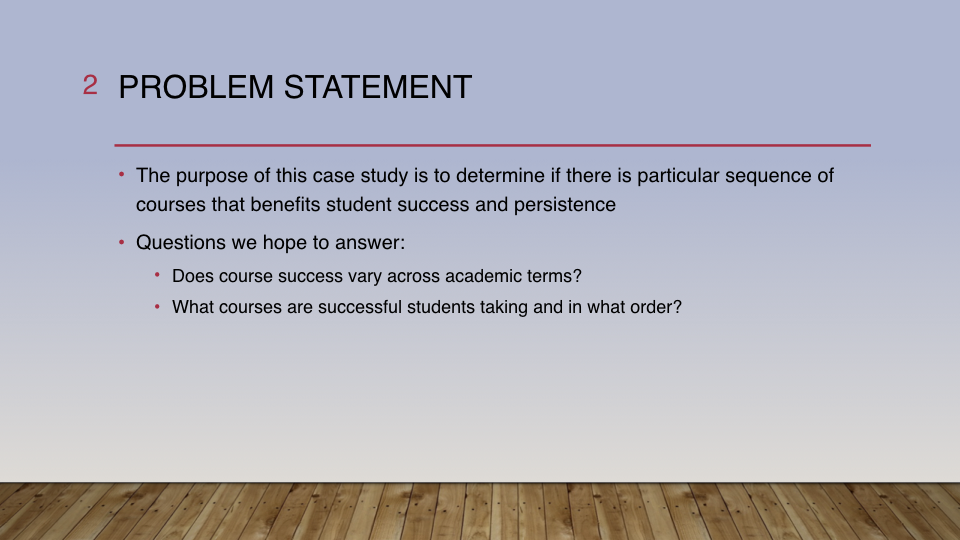 2 PROBLEM STATEMENT
• The purpose of this case study is to determine if there is particular sequence of
courses that benefits student success and persistence
• Questions we hope to answer:
• Does course success vary across academic terms?
• What courses are successful students taking and in what order?